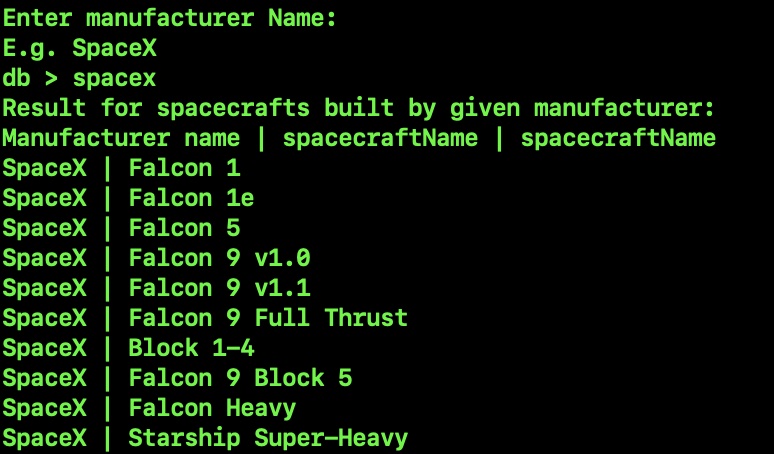 Enter manufacturer Name:
E.g. SpaceX
db > spacex
Result for spacecrafts built by given manufacturer:
Manufacturer name | spacecraftName | spacecraftName
SpaceX | Falcon 1
SpaceX | Falcon 1e
SpaceX | Falcon 5
SpaceX | Falcon 9 v1.0
SpaceX | Falcon 9 v1.1
SpaceX | Falcon 9 Full Thrust
SpaceX | Block 1–4
SpaceX | Falcon 9 Block 5
SpaceX | Falcon Heavy
SpaceX | Starship Super–Heavy